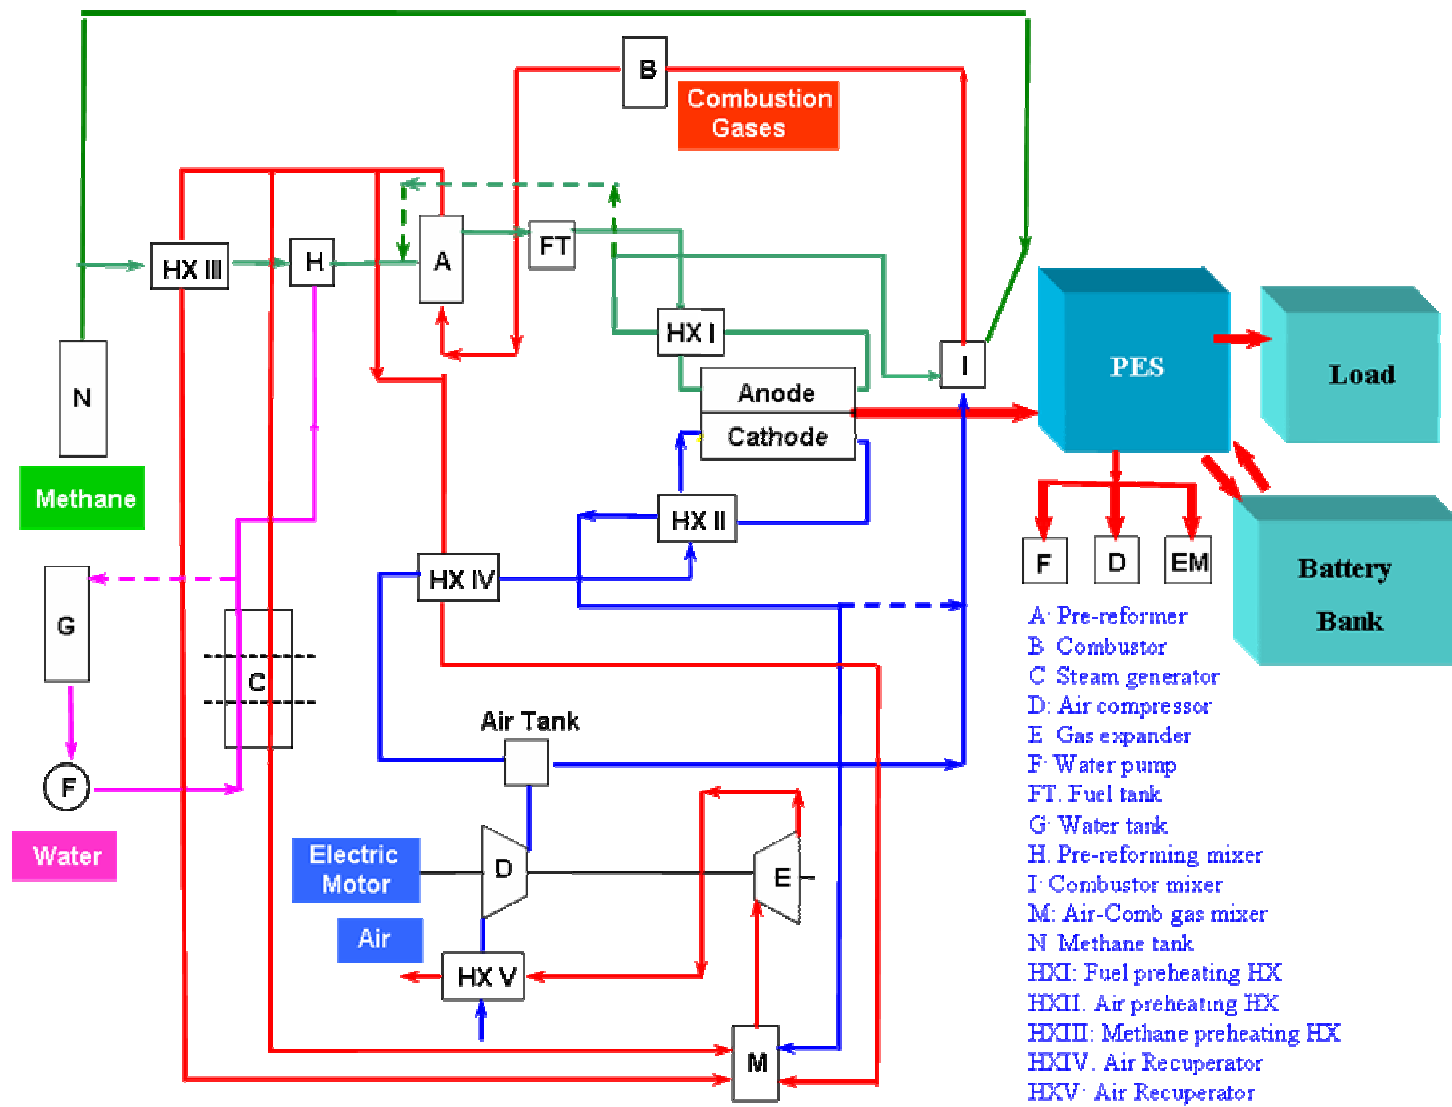 B
Combustion
Gases
HX III
H
A
FT
HX I
I
PES
Load
N
Anode
Cathode
Methane
HX II
HX IV
F
D
EM
Battery
Bank
G
C
Air Tank
F
Water
Electric
Motor
D
E
Air
HX V
M
A: Pre-reformer
B Combustor
C Steam generator
D: Air compressor
E Gas expander
F: Water pump
FT. Fuel tank
G: Water tank
H. Pre-reforming mixer
I: Combustor mixer
M: Air-Comb gas mixer
N Methane tank
HXI: Fuel preheating HX
HXII. Air preheating HX
HXIII: Methane preheating HX
HXIV. Air Recuperator
HXV: Air Recuperator